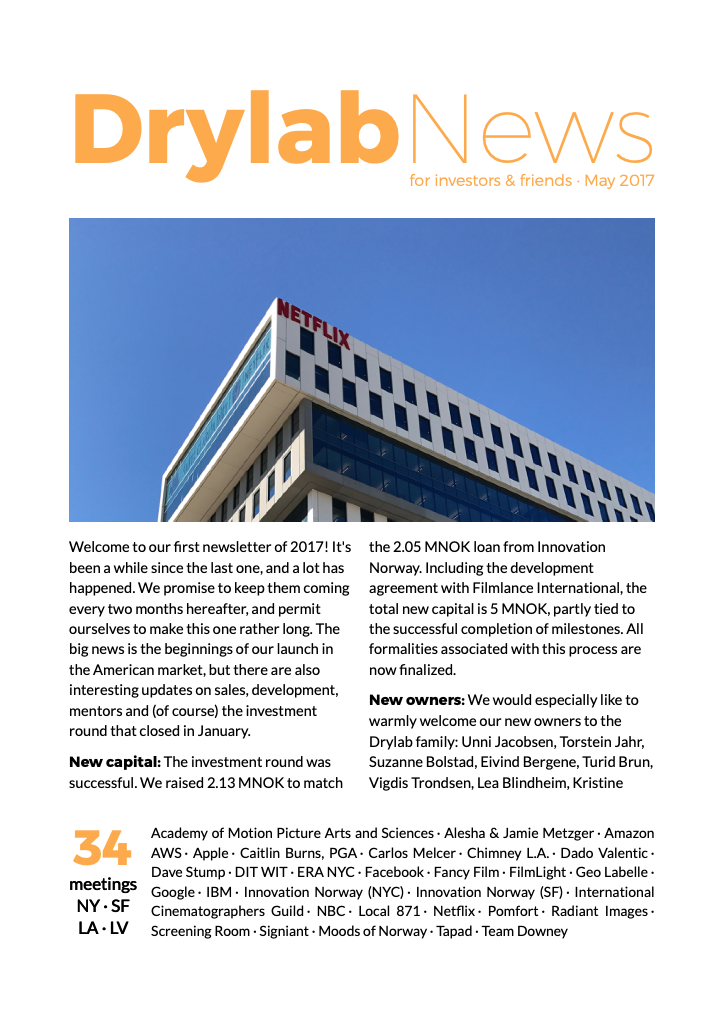 DrylabNews
for investors & friends · May 2017
NETFLIX
Welcome to our first newsletter of 2017! It's
been a while since the last one, and a lot has
happened. We promise to keep them coming
every two months hereafter, and permit
ourselves to make this one rather long. The
big news is the beginnings of our launch in
the American market, but there are also
interesting updates on sales, development,
mentors and (of course) the investment
round that closed in January.
New capital: The investment round was
successful. We raised 2.13 MNOK to match
the 2.05 MNOK loan from Innovation
Norway. Including the development
agreement with Filmlance International, the
total new capital is 5 MNOK, partly tied to
the successful completion of milestones. All
formalities associated with this process are
now finalized.
New owners: We would especially like to
warmly welcome our new owners to the
Drylab family: Unni Jacobsen, Torstein Jahr,
Suzanne Bolstad, Eivind Bergene, Turid Brun,
Vigdis Trondsen, Lea Blindheim, Kristine
34
meetings
NY · SF
LA · LV
Academy of Motion Picture Arts and Sciences · Alesha & Jamie Metzger · Amazon
AWS · Apple · Caitlin Burns, PGA · Carlos Melcer · Chimney L.A. · Dado Valentic ·
Dave Stump · DIT WIT · ERA NYC · Facebook · Fancy Film · FilmLight · Geo Labelle ·
Google · IBM · Innovation Norway (NYC) · Innovation Norway (SF) · International
Cinematographers Guild · NBC · Local 871 · Netflix · Pomfort · Radiant Images ·
Screening Room · Signiant · Moods of Norway · Tapad · Team Downey